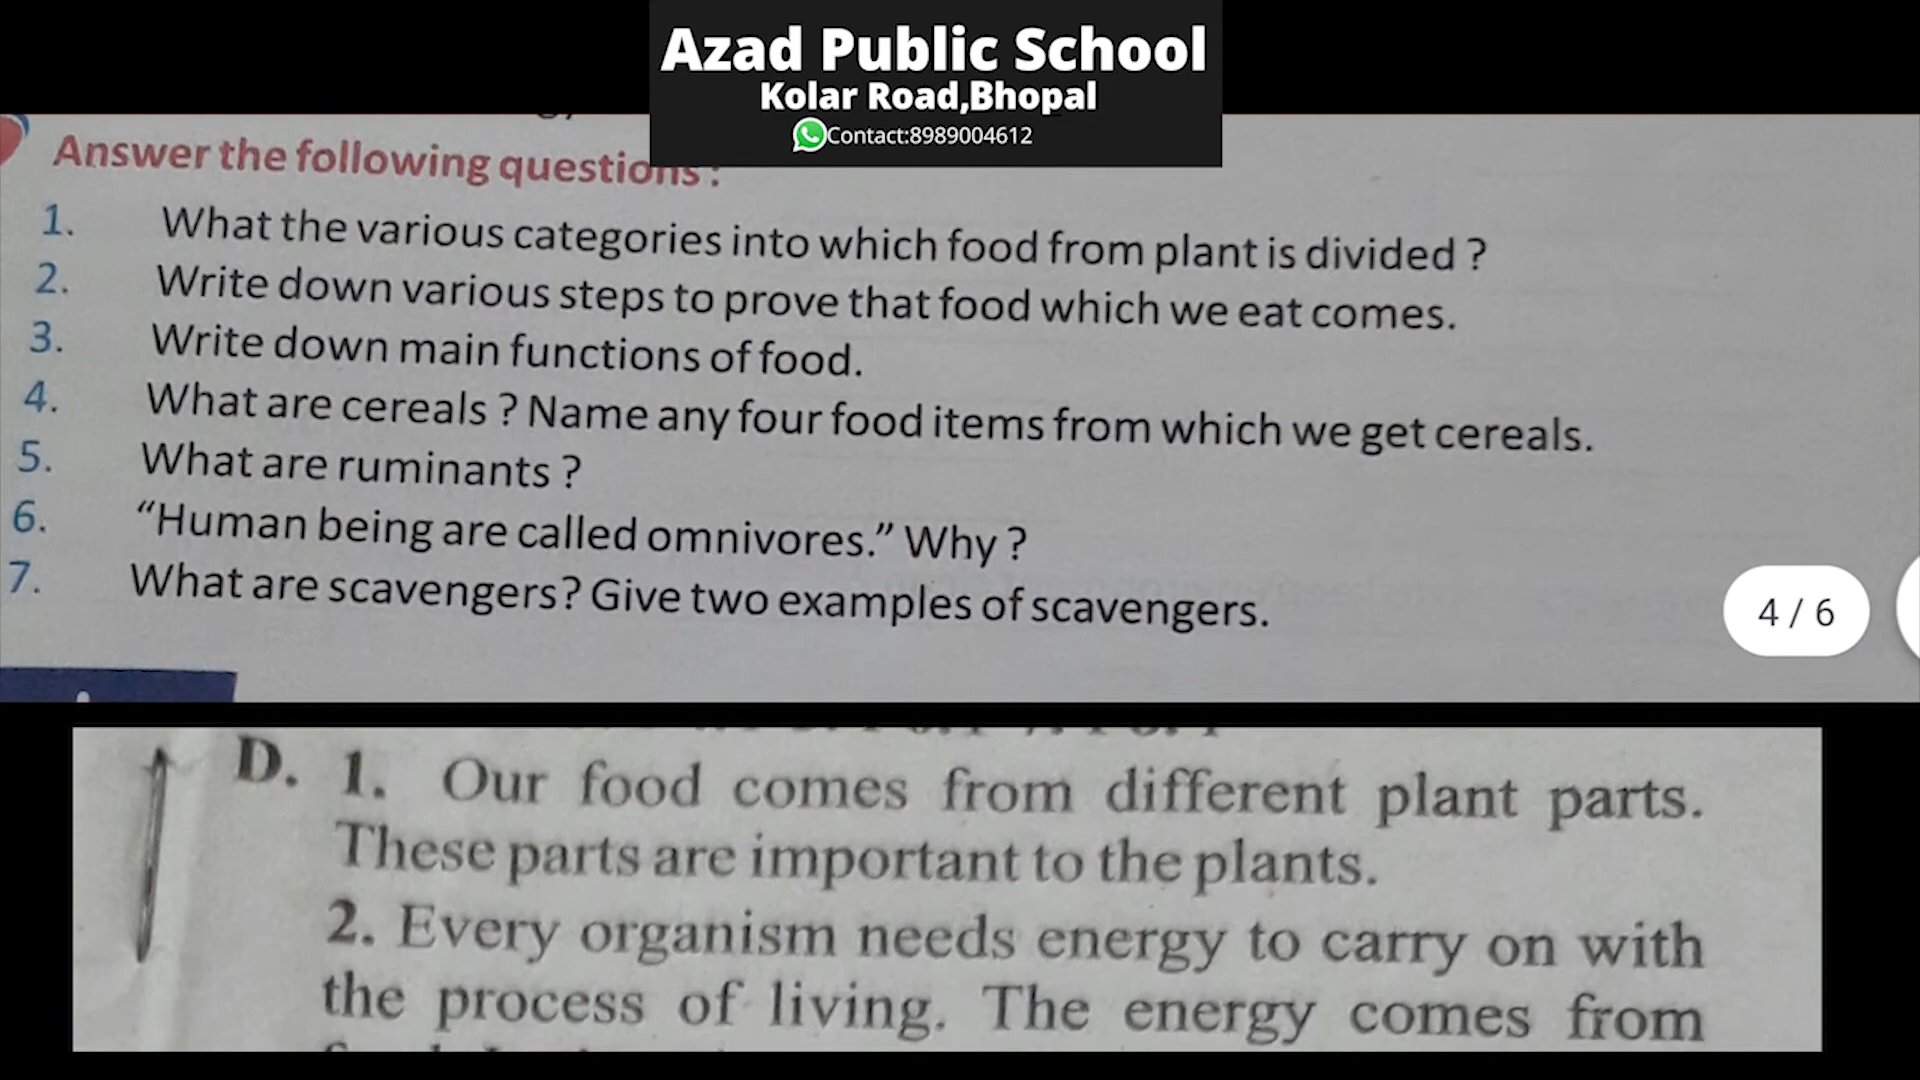 Azad Public School
Kolar Road,Bhopal
Contact:8989004612
Answer the following questions :
1. What the various categories into which food from plant is divided ?
2. Write down various steps to prove that food which we eat comes.
3. Write down main functions of food.
4. What are cereals ? Name any four food items from which we get cereals.
5. What are ruminants ?
6. “Human being are called omnivores.” Why ?
7. What are scavengers? Give two examples of scavengers.
4 / 6
D. 1. Our food comes from different plant parts.
These parts are important to the plants.
2. Every organism needs energy to carry on with
the process of living. The energy comes from